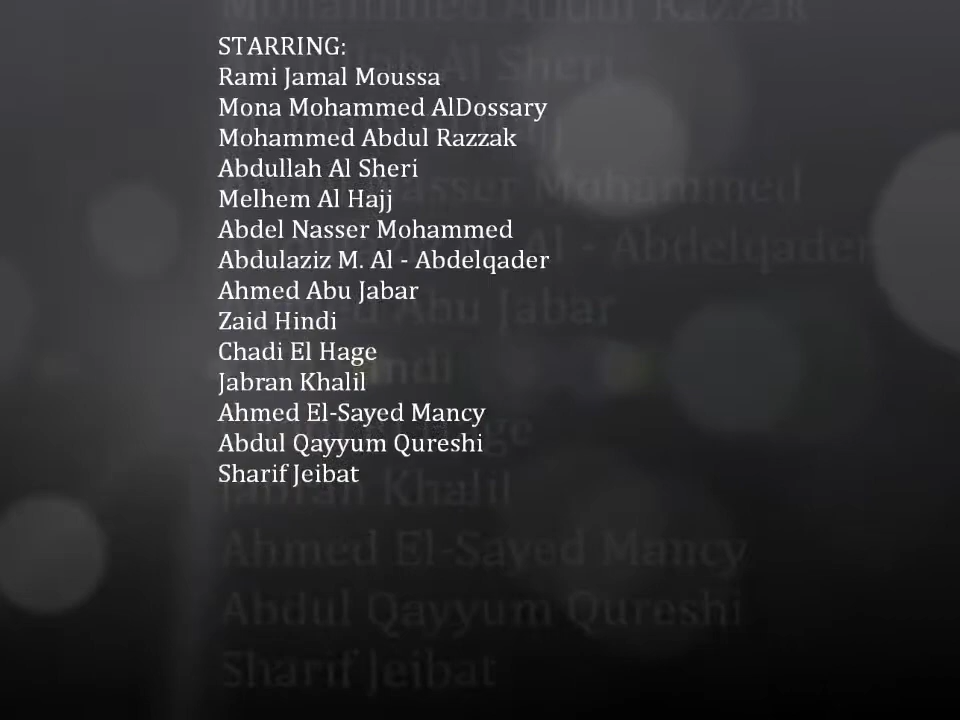 STARRING:
Rami Jamal Moussa
Mona Mohammed AlDossary
Mohammed Abdul Razzak
Abdullah Al Sheri
Melhem Al Hajj
Abdel Nasser Mohammed
Abdulaziz M. Al - Abdelqader
Ahmed Abu Jabar
Zaid Hindi
Chadi El Hage
Jabran Khalil
Ahmed El-Sayed Mancy
Abdul Qayyum Qureshi
Sharif Jeibat